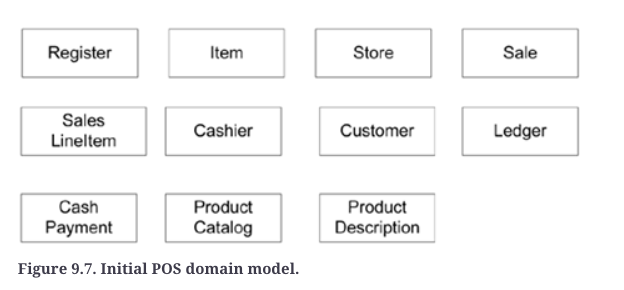 Register
Item
Store
Sale
Sales
LineItem
Cashier
Customer
Ledger
Cash
Payment
Product
Catalog
Product
Description
Figure 9.7. Initial POS domain model.